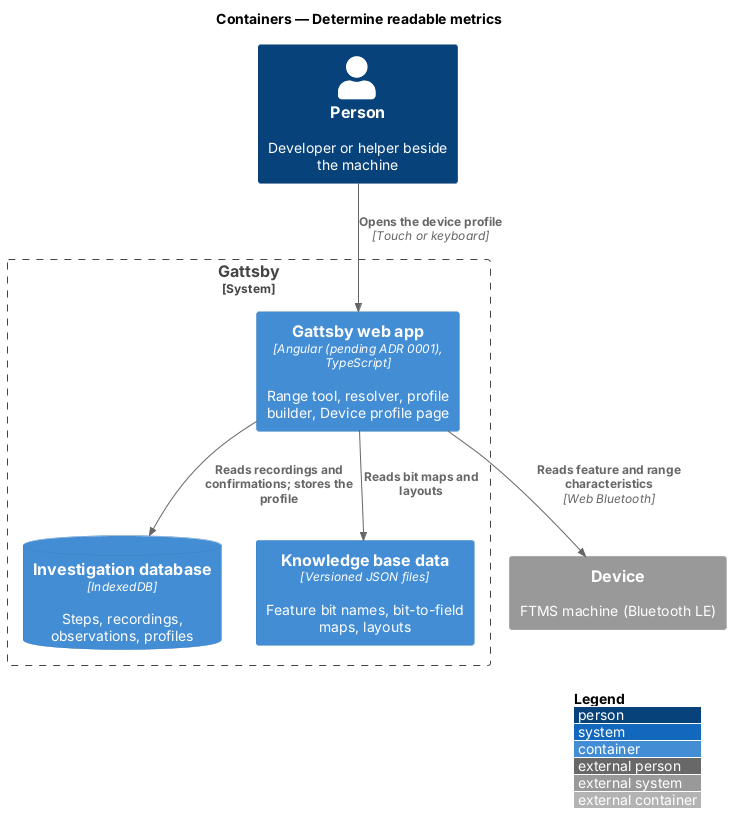 Containers — Determine readable metrics
Person
Developer or helper beside
the machine
Opens the device profile
[Touch or keyboard]
Gattsby
[System]
Gattsby web app
[Angular (pending ADR 0001),
TypeScript]
Range tool, resolver, profile
builder, Device profile page
Reads recordings and
confirmations; stores the
profile
Reads bit maps and
layouts
Reads feature and range
characteristics
[Web Bluetooth]
Investigation database
[IndexedDB]
Steps, recordings,
observations, profiles
Knowledge base data
[Versioned JSON files]
Feature bit names, bit-to-field
maps, layouts
Device
FTMS machine (Bluetooth LE)
Legend
person
system
container
external person
external system
external container